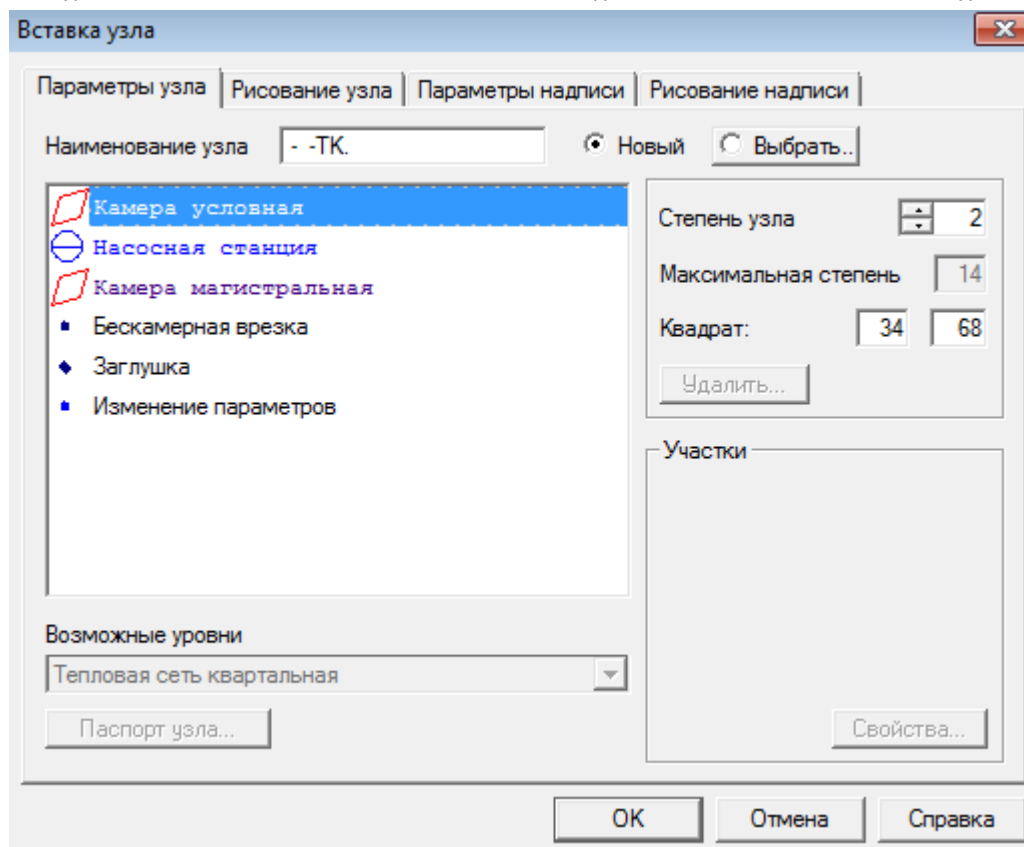 Вставка узла
Параметры узла Рисование узла Параметры надписи Рисование надписи
Наименование узла - -ТК. Новый Выбрать..
Камера условная
Насосная станция
Камера магистральная
Бескамерная врезка
Заглушка
Изменение параметров
Степень узла 2
Максимальная степень 14
Квадрат: 34 68
Удалить...
Участки
Возможные уровни
Тепловая сеть квартальная
Паспорт узла...
Свойства...
OK Отмена Справка